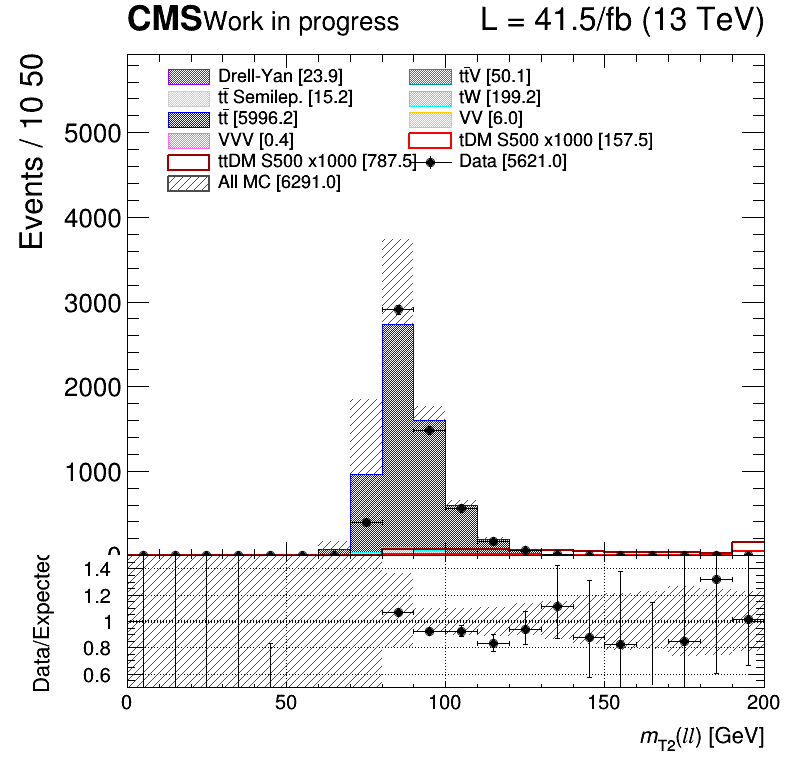 CMS Work in progress L = 41.5/fb (13 TeV)
Events / 10 50
Drell-Yan [23.9] tt̄V [50.1]
tt̄ Semilep. [15.2] tW [199.2]
tt̄ [5996.2] VV [6.0]
VVV [0.4] tDM S500 x1000 [157.5]
ttDM S500 x1000 [787.5] Data [5621.0]
All MC [6291.0]
5000
4000
3000
2000
1000
0
Data/Expected
1.4
1.2
1
0.8
0.6
0 50 100 150 200
m_T2(ll) [GeV]